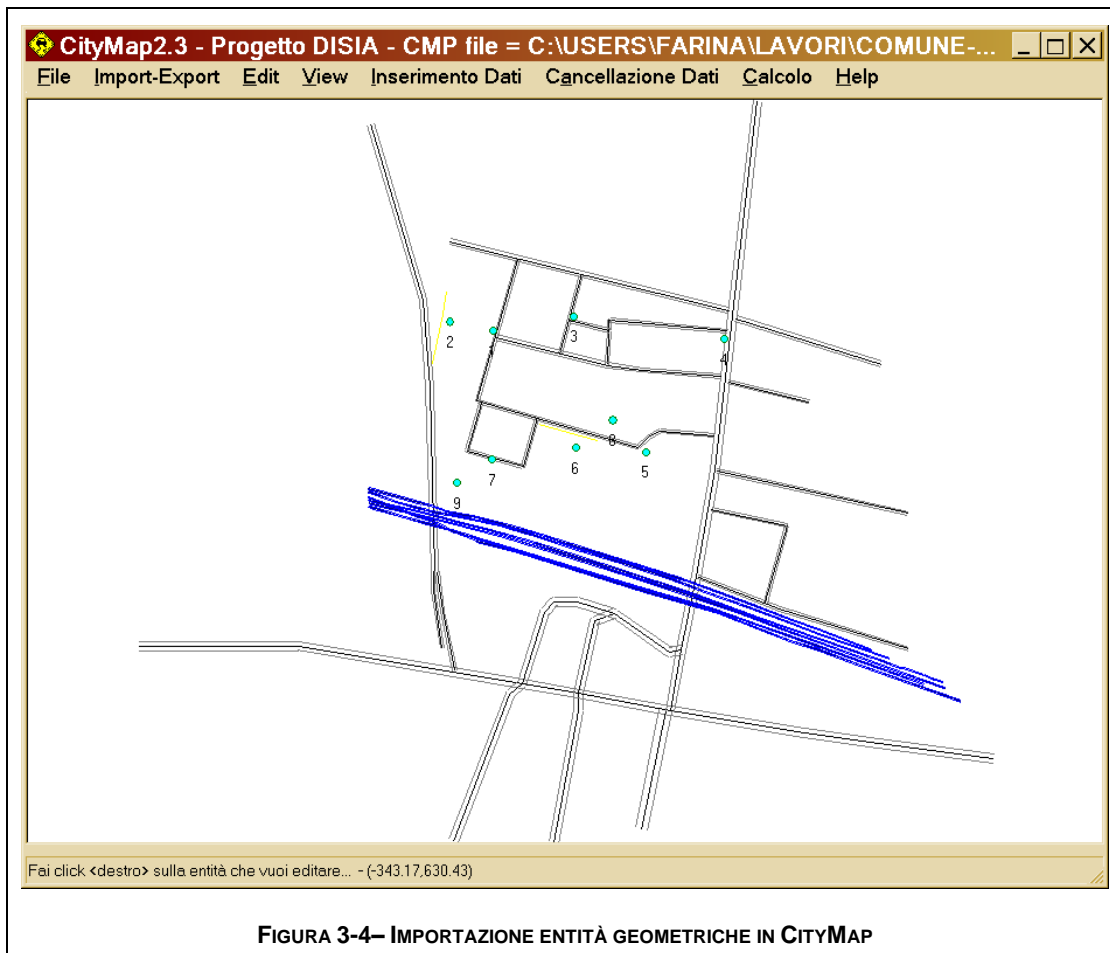 CityMap2.3 - Progetto DISIA - CMP file = C:\USERS\FARINA\LAVORI\COMUNE-...
File Import-Export Edit View Inserimento Dati Cancellazione Dati Calcolo Help
2
3
4
8
6
5
7
9
Fai click <destro> sulla entità che vuoi editare... - (-343.17,630.43)
FIGURA 3-4– IMPORTAZIONE ENTITÀ GEOMETRICHE IN CITYMAP